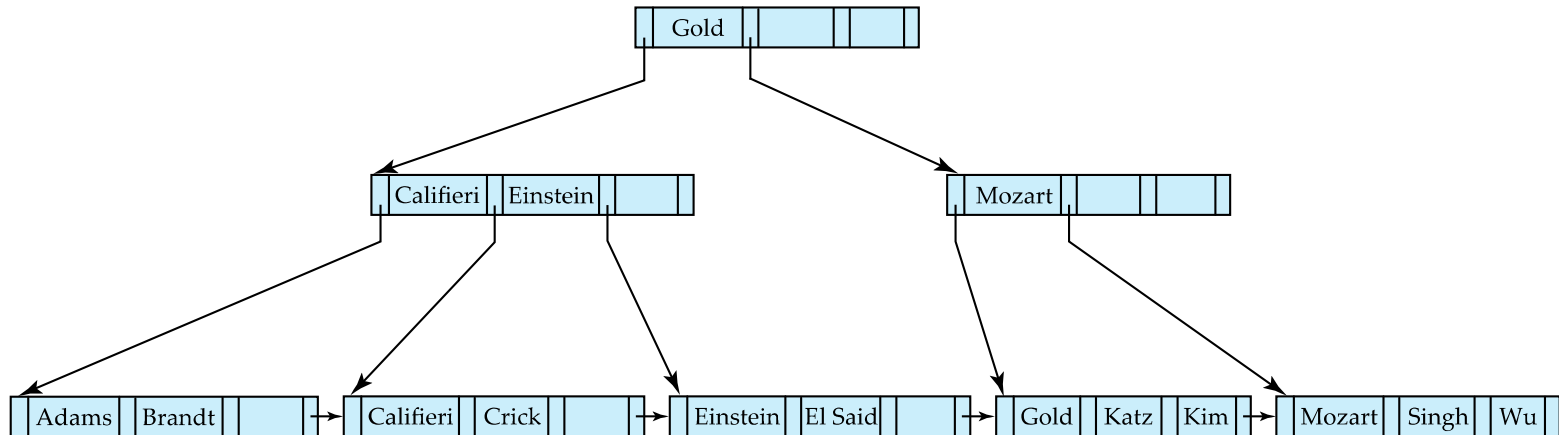 Gold
Califieri Einstein Mozart
Adams Brandt Califieri Crick Einstein El Said Gold Katz Kim Mozart Singh Wu